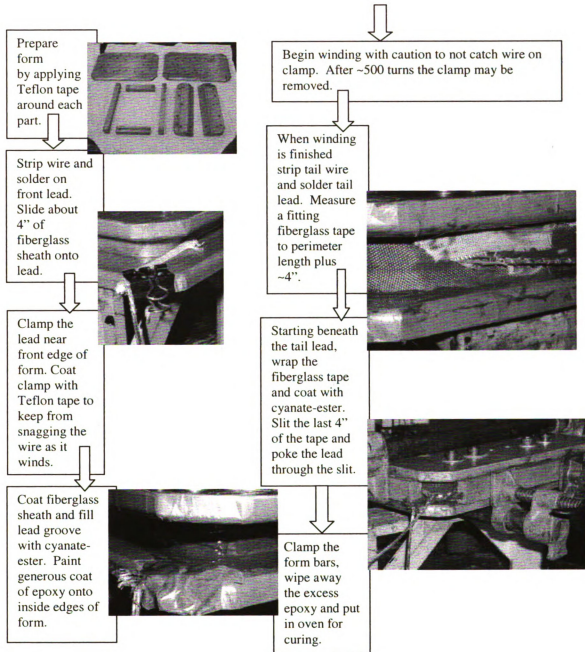 Prepare
form
by applying
Teflon tape
around each
part.
Strip wire and
solder on
front lead.
Slide about
4” of
fiberglass
sheath onto
lead.
Clamp the
lead near
front edge of
form. Coat
clamp with
Teflon tape to
keep from
snagging the
wire as it
winds.
Coat fiberglass
sheath and fill
lead groove
with cyanate-
ester. Paint
generous coat
of epoxy onto
inside edges of
form.
Begin winding with caution to not catch wire on
clamp. After ~500 turns the clamp may be
removed.
When winding
is finished
strip tail wire
and solder tail
lead. Measure
a fitting
fiberglass tape
to perimeter
length plus
~4”.
Starting beneath
the tail lead,
wrap the
fiberglass tape
and coat with
cyanate-ester.
Slit the last 4”
of the tape and
poke the lead
through the slit.
Clamp the
form bars,
wipe away
the excess
epoxy and put
in oven for
curing.